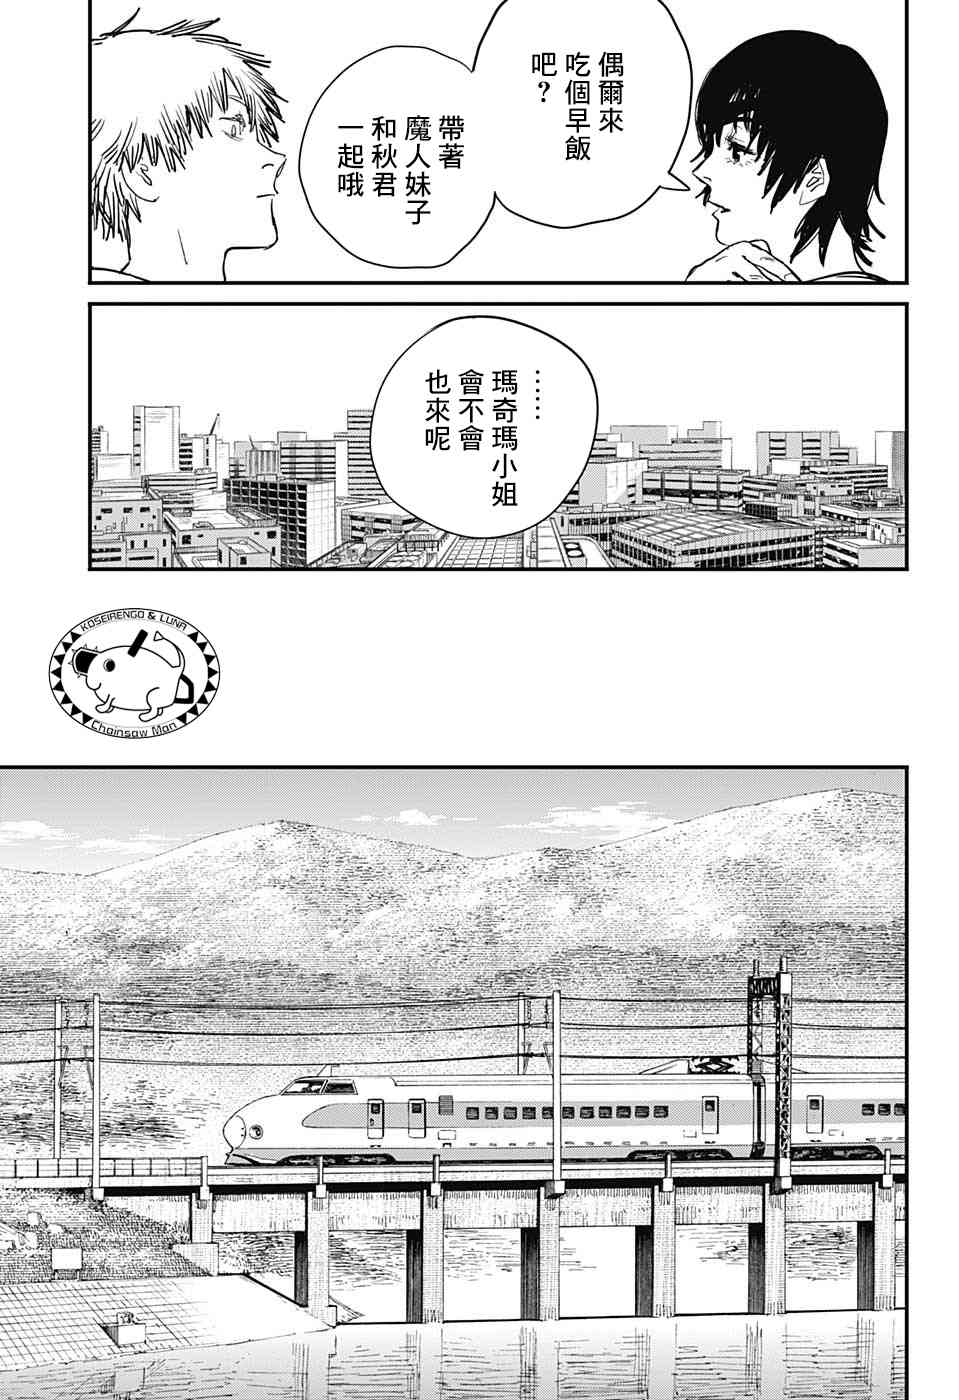 偶爾來
吃個早飯
吧？
帶著
魔人妹子
和秋君
一起哦
⋯⋯
瑪奇瑪小姐
會不會
也來呢
KOSEIRENGO & LUNA
Chainsaw Man